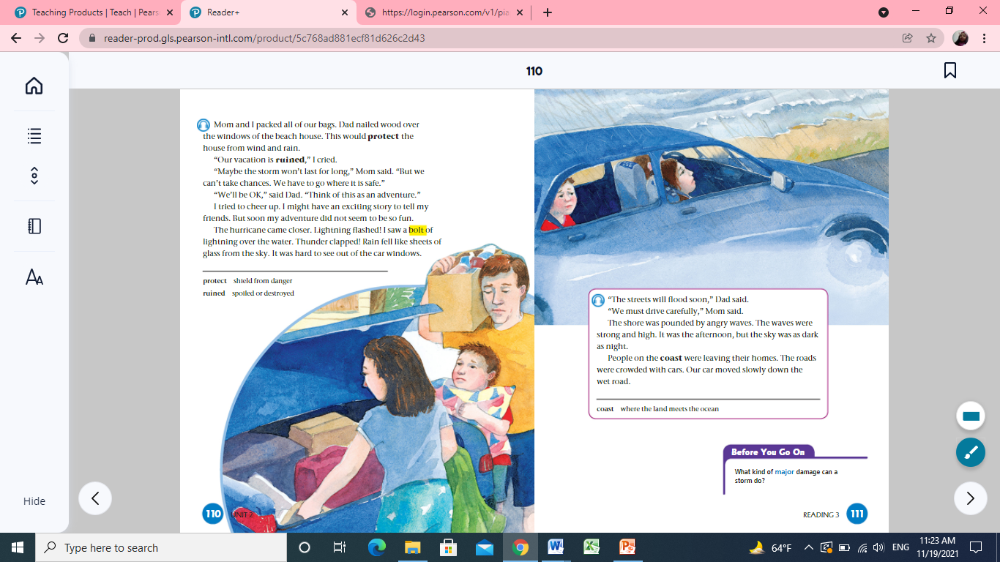 Teaching Products | Teach | Pears
Reader+
https://login.pearson.com/v1/pia
reader-prod.gls.pearson-intl.com/product/5c768ad881ecf81d626c2d43
110
Mom and I packed all of our bags. Dad nailed wood over
the windows of the beach house. This would protect the
house from wind and rain.
“Our vacation is ruined,” I cried.
“Maybe the storm won’t last for long,” Mom said. “But we
can’t take chances. We have to go where it is safe.”
“We’ll be OK,” said Dad. “Think of this as an adventure.”
I tried to cheer up. I might have an exciting story to tell my
friends. But soon my adventure did not seem to be so fun.
The hurricane came closer. Lightning flashed! I saw a bolt of
lightning over the water. Thunder clapped! Rain fell like sheets of
glass from the sky. It was hard to see out of the car windows.
protect shield from danger
ruined spoiled or destroyed
110 UNIT 2
“The streets will flood soon,” Dad said.
“We must drive carefully,” Mom said.
The shore was pounded by angry waves. The waves were
strong and high. It was the afternoon, but the sky was as dark
as night.
People on the coast were leaving their homes. The roads
were crowded with cars. Our car moved slowly down the
wet road.
coast where the land meets the ocean
Before You Go On
What kind of major damage can a
storm do?
READING 3 111
Hide
Type here to search
64°F
ENG
11:23 AM
11/19/2021